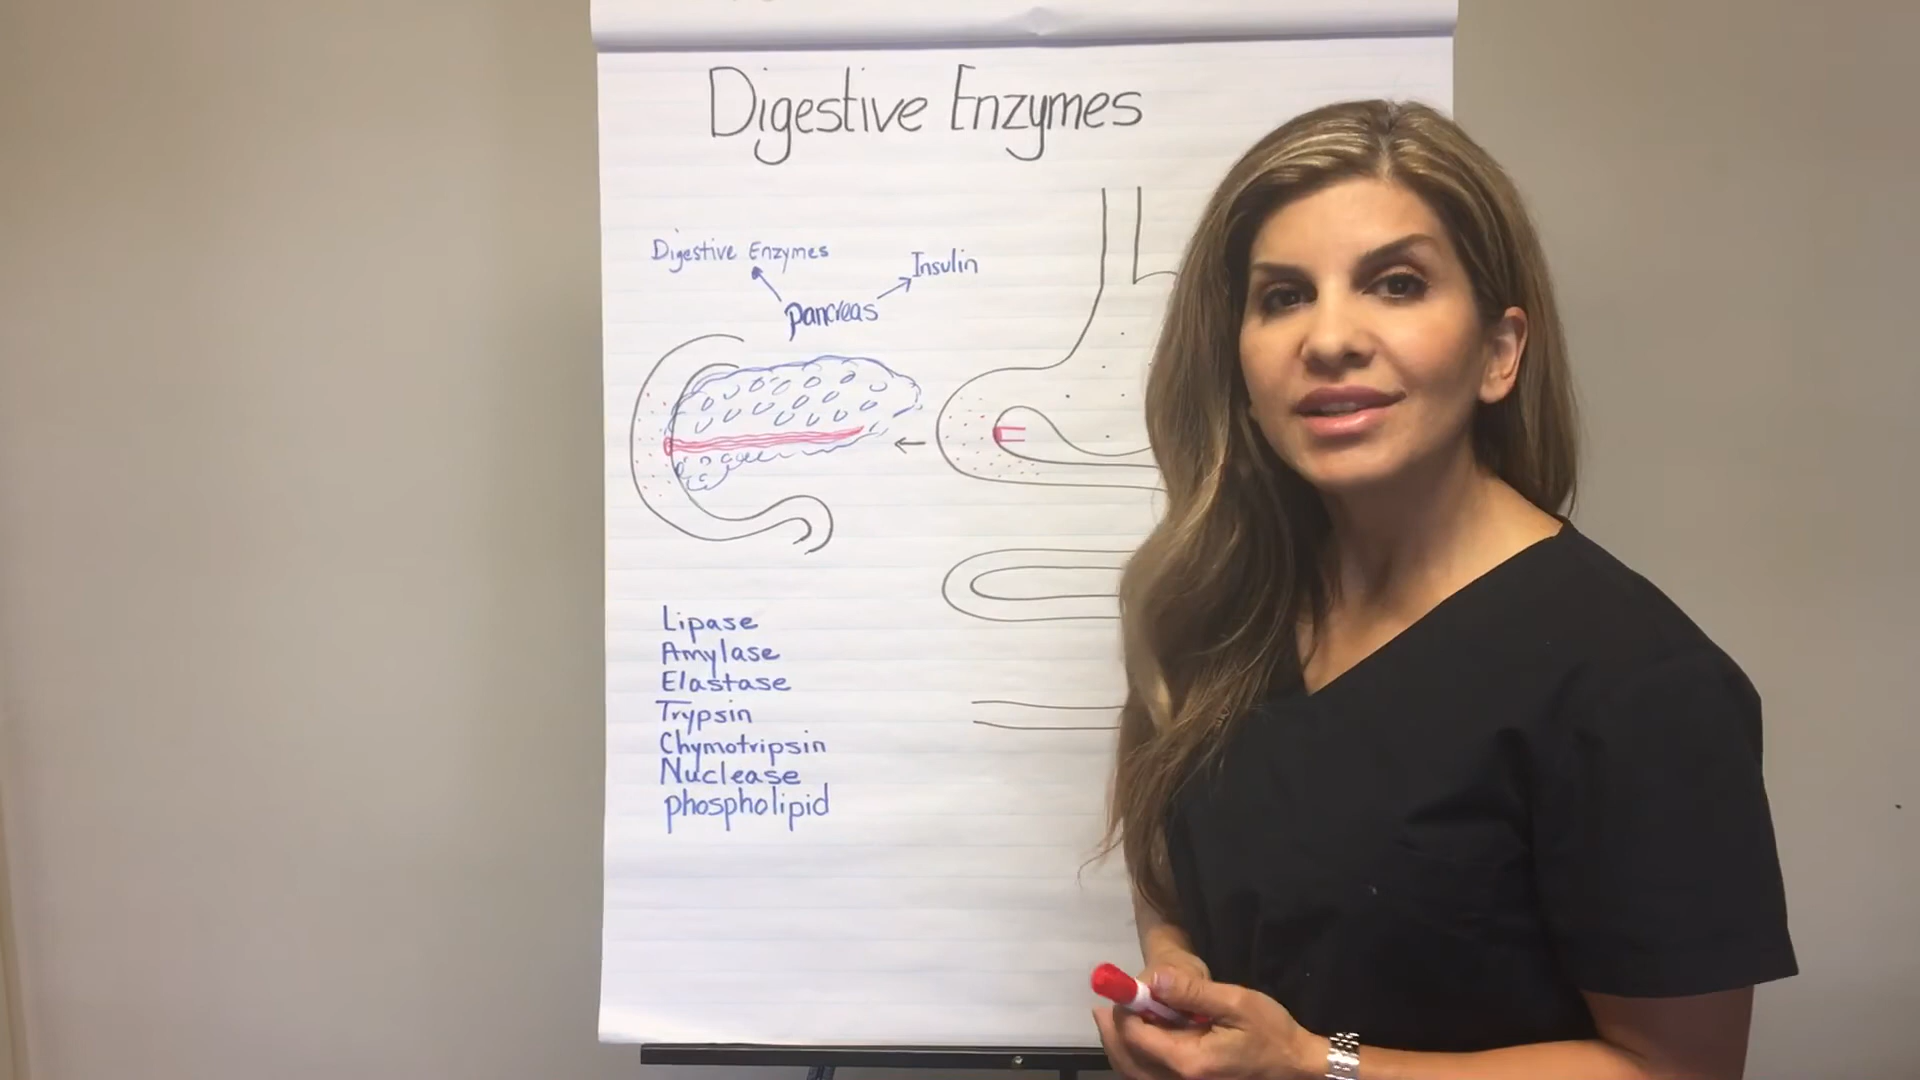 Digestive Enzymes
Digestive Enzymes
Insulin
Pancreas
Lipase
Amylase
Elastase
Trypsin
Chymotripsin
Nuclease
phospholipid